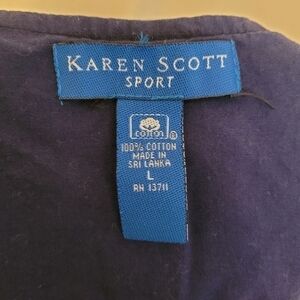 KAREN SCOTT
SPORT
cotton ®
100% COTTON
MADE IN
SRI LANKA
L
RN 13711